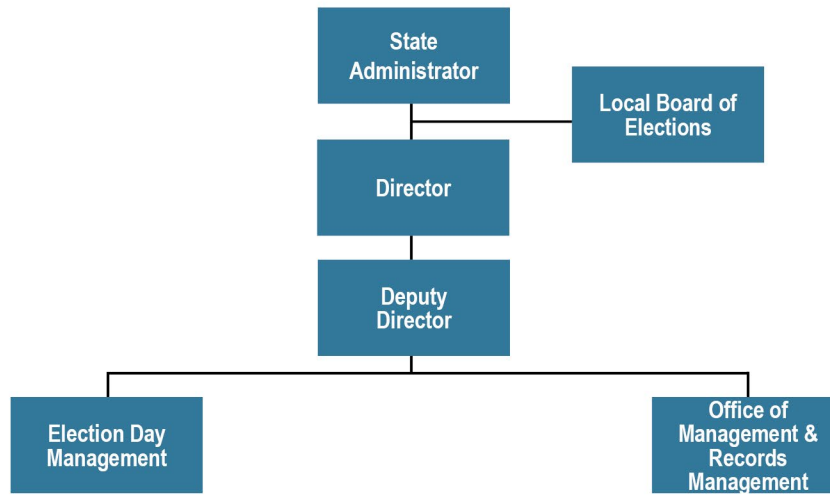 State
Administrator
Local Board of
Elections
Director
Deputy
Director
Election Day
Management
Office of
Management &
Records
Management